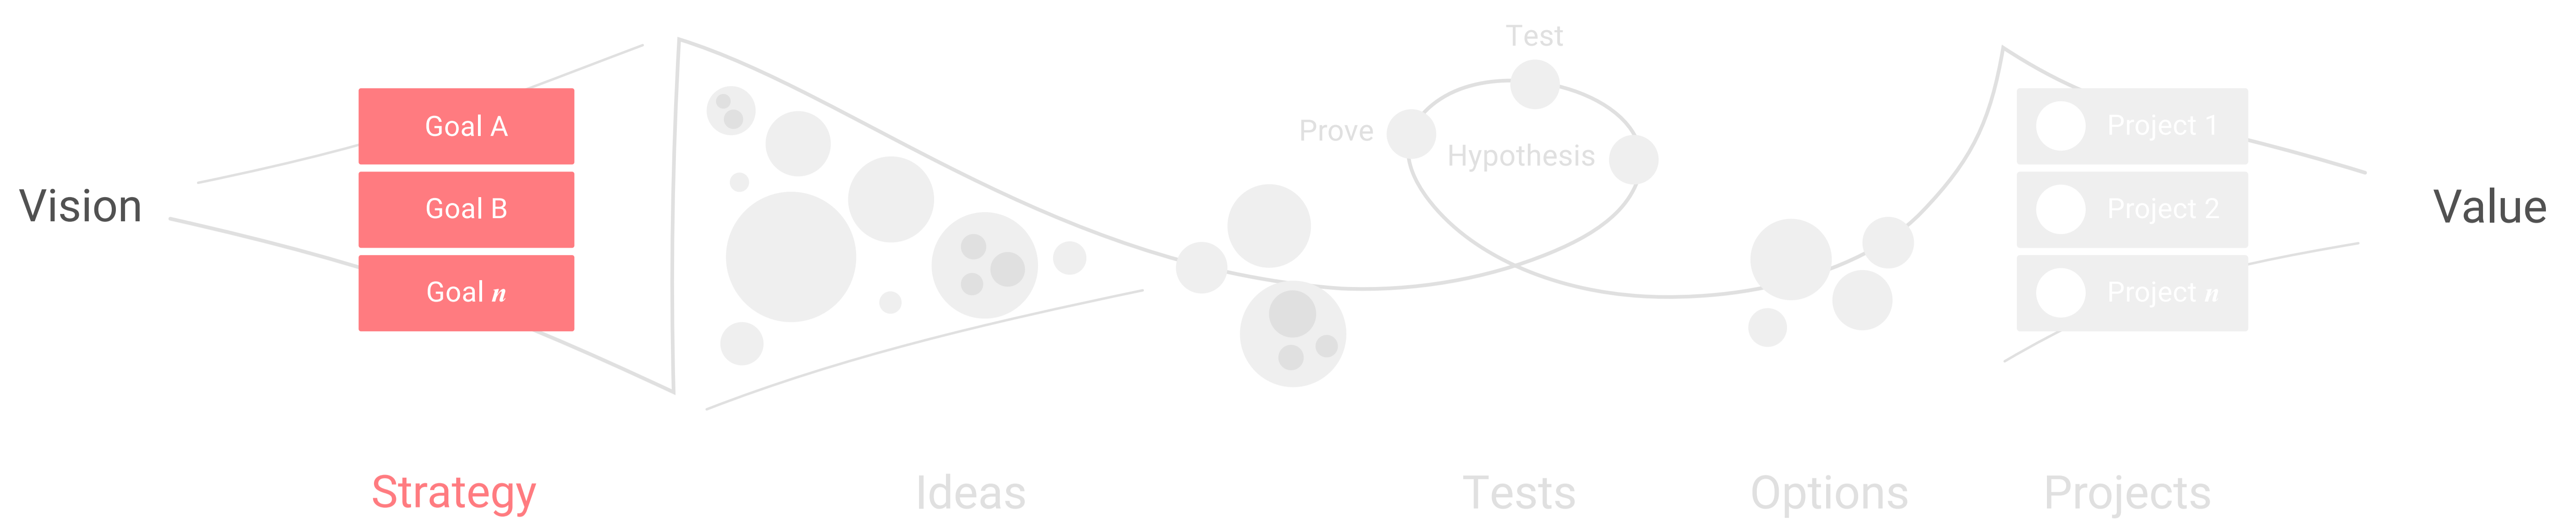 Vision
Goal A
Goal B
Goal n
Test
Prove
Hypothesis
Project 1
Project 2
Project n
Value
Strategy
Ideas
Tests
Options
Projects